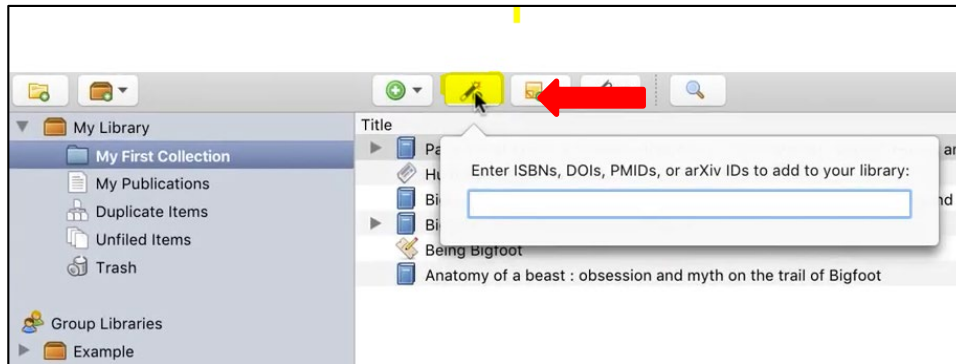 My Library
My First Collection
My Publications
Duplicate Items
Unfiled Items
Trash
Group Libraries
Example
Title
Enter ISBNs, DOIs, PMIDs, or arXiv IDs to add to your library:
Being Bigfoot
Anatomy of a beast : obsession and myth on the trail of Bigfoot